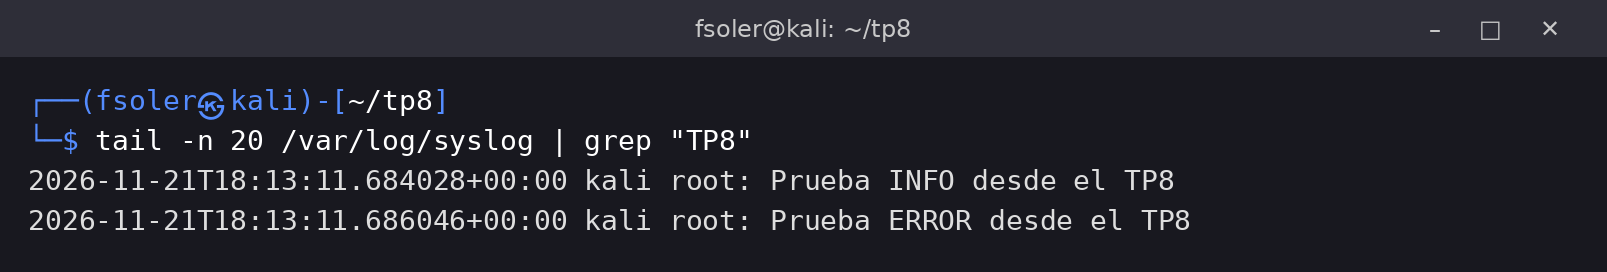 fsoler@kali: ~/tp8
┌──(fsoler㉿kali)-[~/tp8]
└─$ tail -n 20 /var/log/syslog | grep "TP8"
2026-11-21T18:13:11.684028+00:00 kali root: Prueba INFO desde el TP8
2026-11-21T18:13:11.686046+00:00 kali root: Prueba ERROR desde el TP8